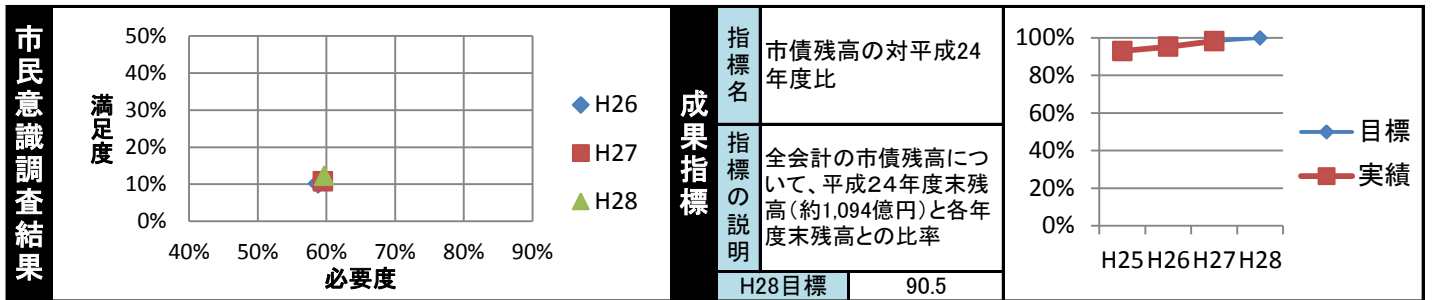 市民意識調査結果
50%
40%
30%
20%
10%
0%
満足度
40% 50% 60% 70% 80% 90%
必要度
H26
H27
H28
成果指標
指標名
市債残高の対平成24
年度比
指標の説明
全会計の市債残高につ
いて、平成２４年度末残
高(約1,094億円)と各年
度末残高との比率
H28目標 90.5
100%
80%
60%
40%
20%
0%
H25 H26 H27 H28
目標
実績